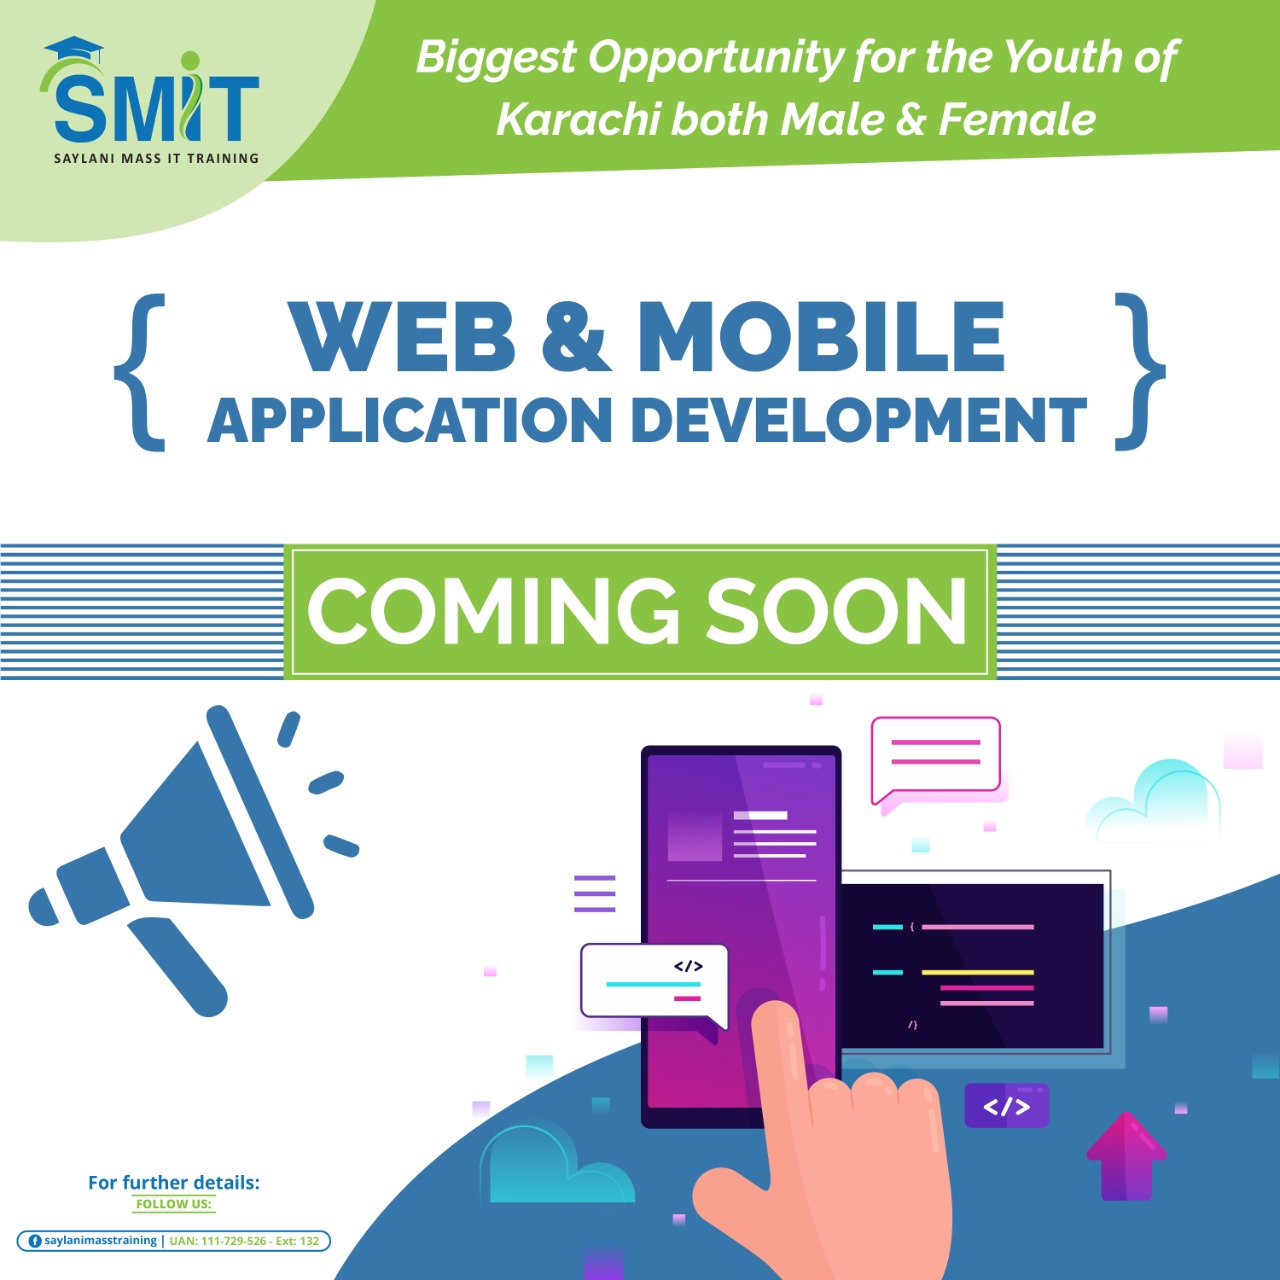 SMiT
SAYLANI MASS IT TRAINING
Biggest Opportunity for the Youth of
Karachi both Male & Female
{ WEB & MOBILE
APPLICATION DEVELOPMENT }
COMING SOON
</>
{
/}
</>
For further details:
FOLLOW US:
saylanimasstraining | UAN: 111-729-526 - Ext: 132